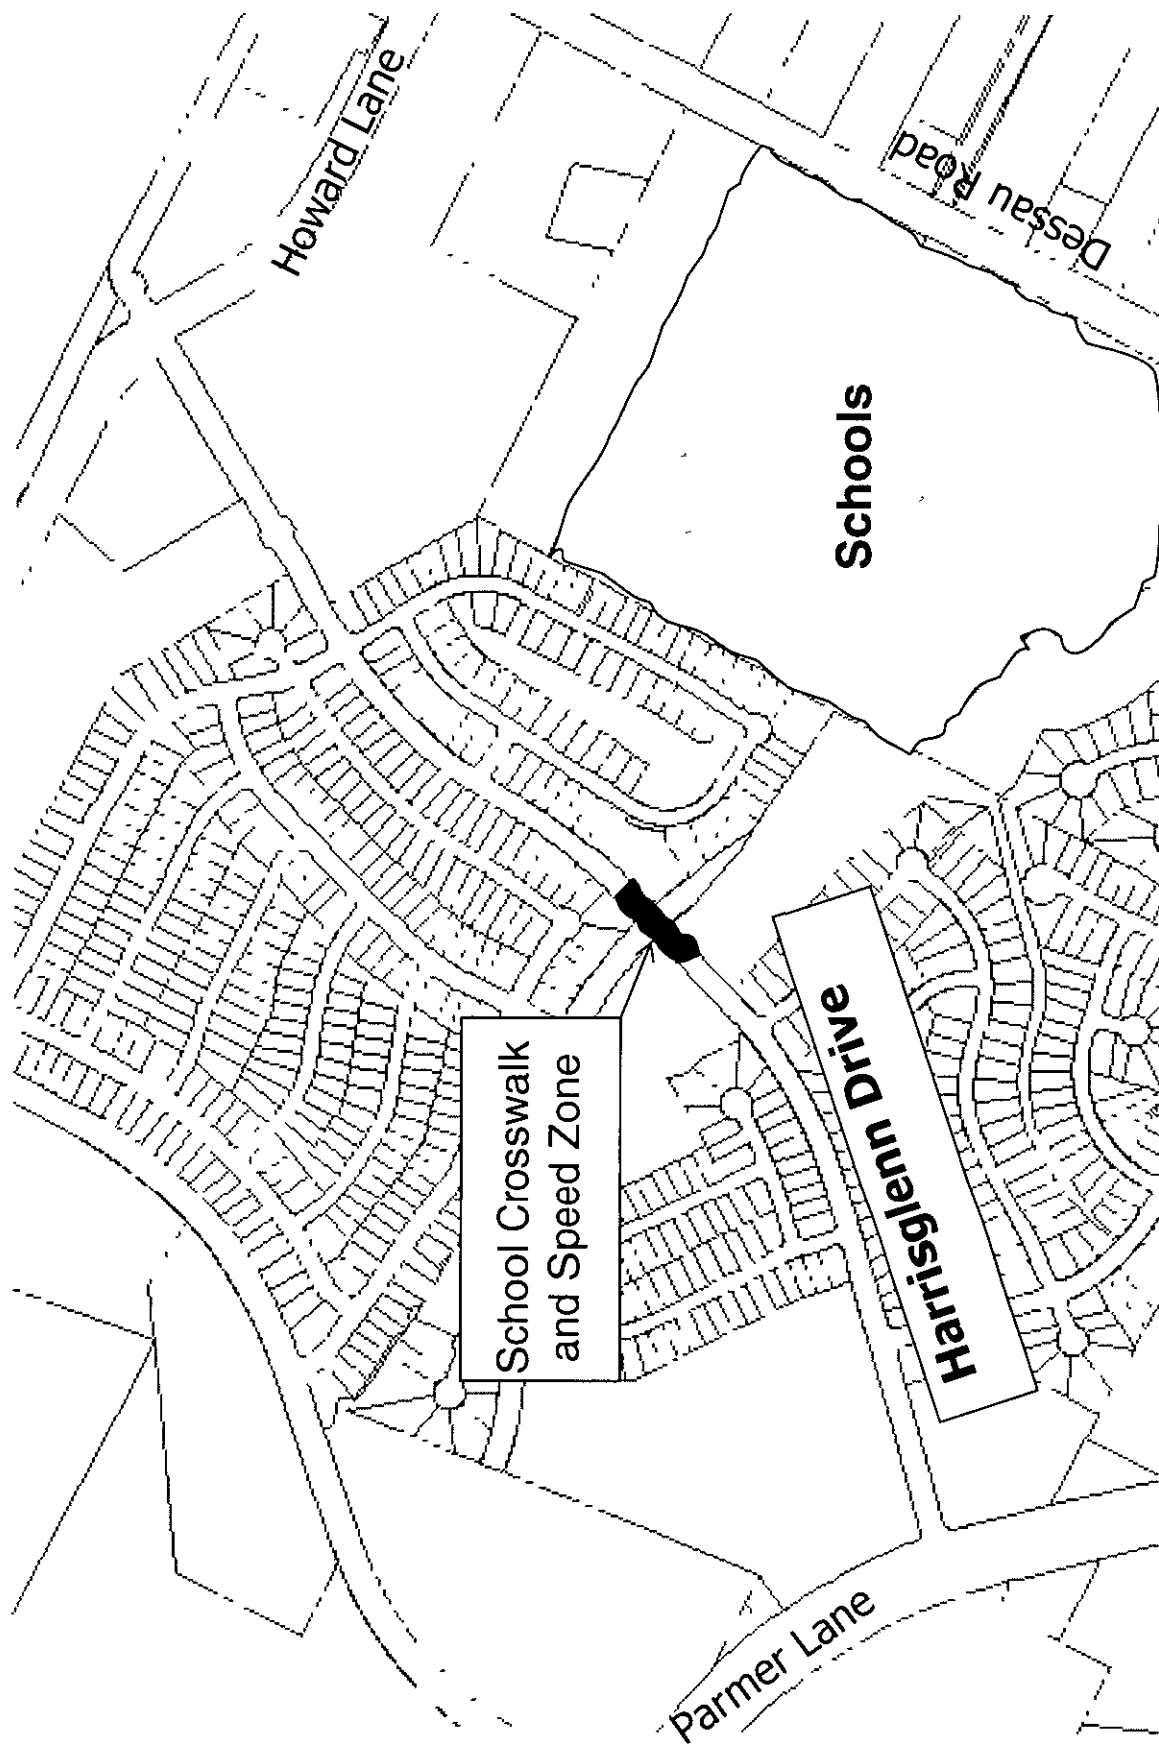 Howard Lane
Dessau Road
Schools
School Crosswalk
and Speed Zone
Harrisglenn Drive
Parmer Lane